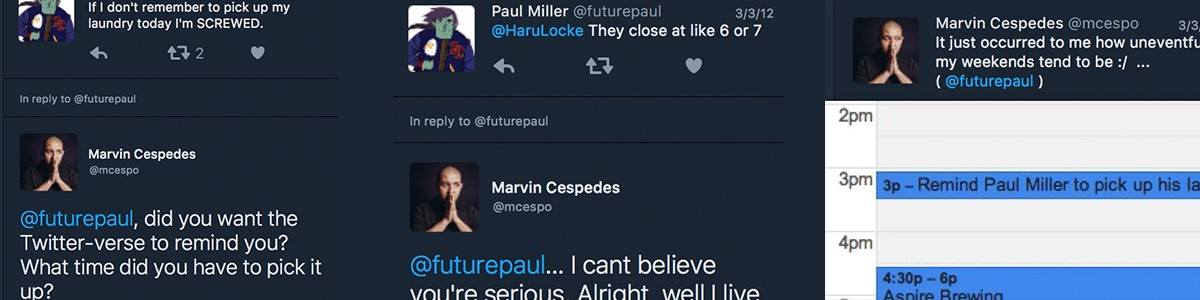 If I don't remember to pick up my
laundry today I'm SCREWED.
2
In reply to @futurepaul
Marvin Cespedes
@mcespo
@futurepaul, did you want the
Twitter-verse to remind you?
What time did you have to pick it
up?
Paul Miller @futurepaul 3/3/12
@HaruLocke They close at like 6 or 7
In reply to @futurepaul
Marvin Cespedes
@mcespo
@futurepaul... I cant believe
you're serious. Alright, well I live
Marvin Cespedes @mcespo 3/3/
It just occurred to me how uneventfu
my weekends tend to be :/ ...
( @futurepaul )
2pm
3pm
3p – Remind Paul Miller to pick up his la
4pm
4:30p – 6p
Aspire Brewing